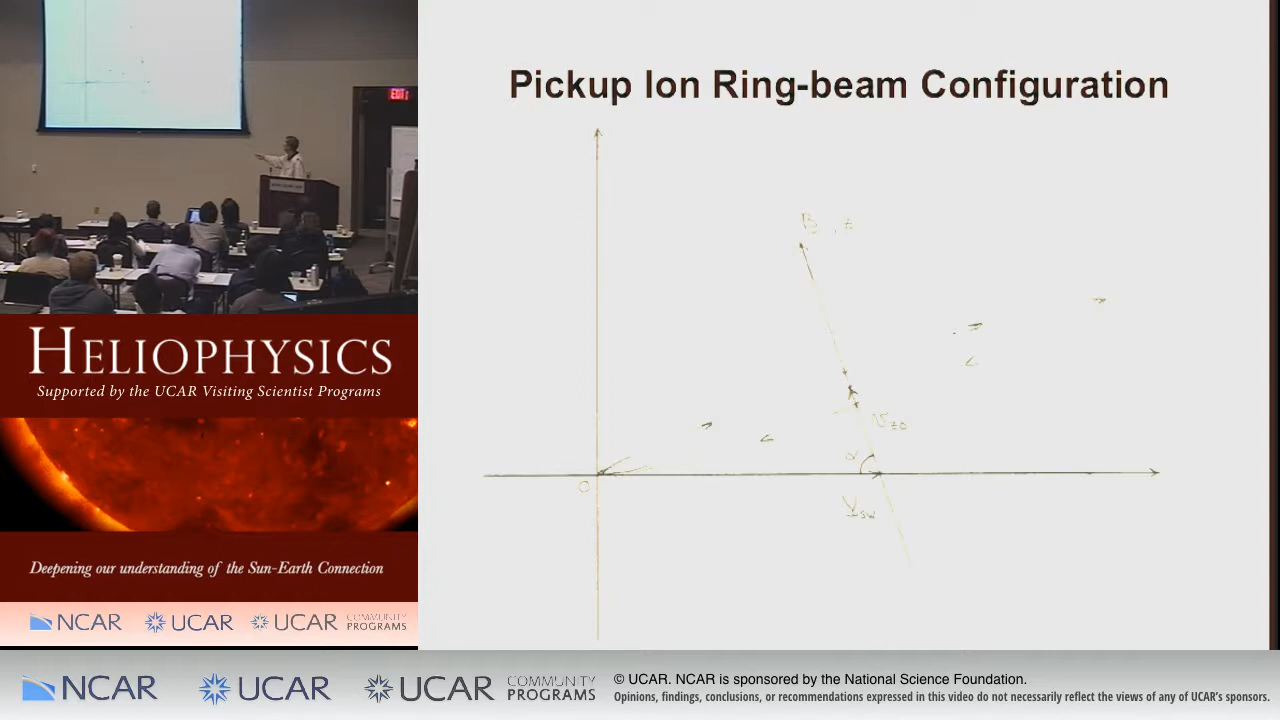 EXIT
Pickup Ion Ring-beam Configuration
B, z
v_zo
α
O
V_sw
HELIOPHYSICS
Supported by the UCAR Visiting Scientist Programs
Deepening our understanding of the Sun-Earth Connection
NCAR UCAR UCAR COMMUNITY PROGRAMS
NCAR UCAR UCAR COMMUNITY PROGRAMS
© UCAR. NCAR is sponsored by the National Science Foundation.
Opinions, findings, conclusions, or recommendations expressed in this video do not necessarily reflect the views of any of UCAR's sponsors.